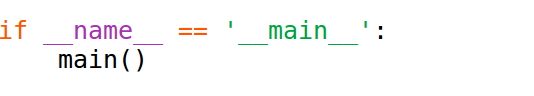 if __name__ == '__main__':
    main()